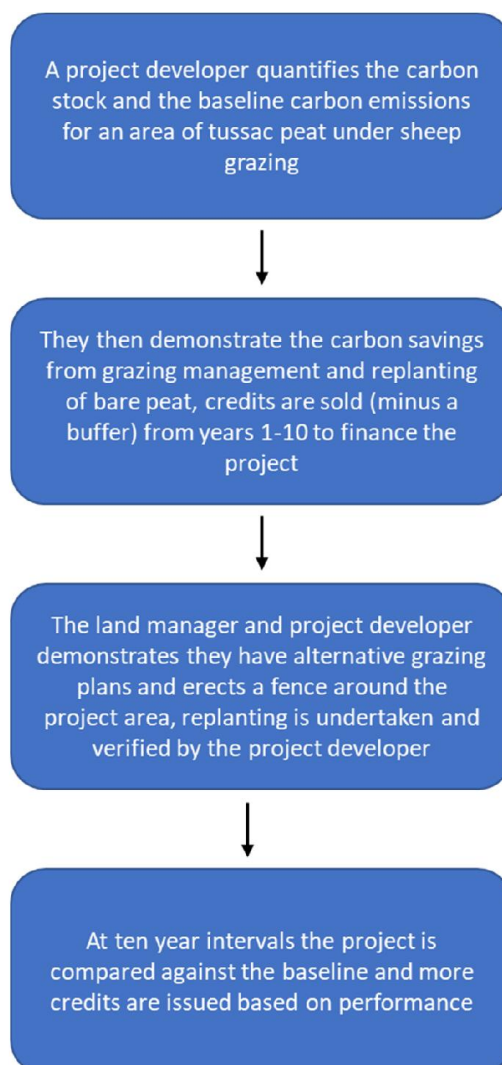 A project developer quantifies the carbon
stock and the baseline carbon emissions
for an area of tussac peat under sheep
grazing
They then demonstrate the carbon savings
from grazing management and replanting
of bare peat, credits are sold (minus a
buffer) from years 1-10 to finance the
project
The land manager and project developer
demonstrates they have alternative grazing
plans and erects a fence around the
project area, replanting is undertaken and
verified by the project developer
At ten year intervals the project is
compared against the baseline and more
credits are issued based on performance